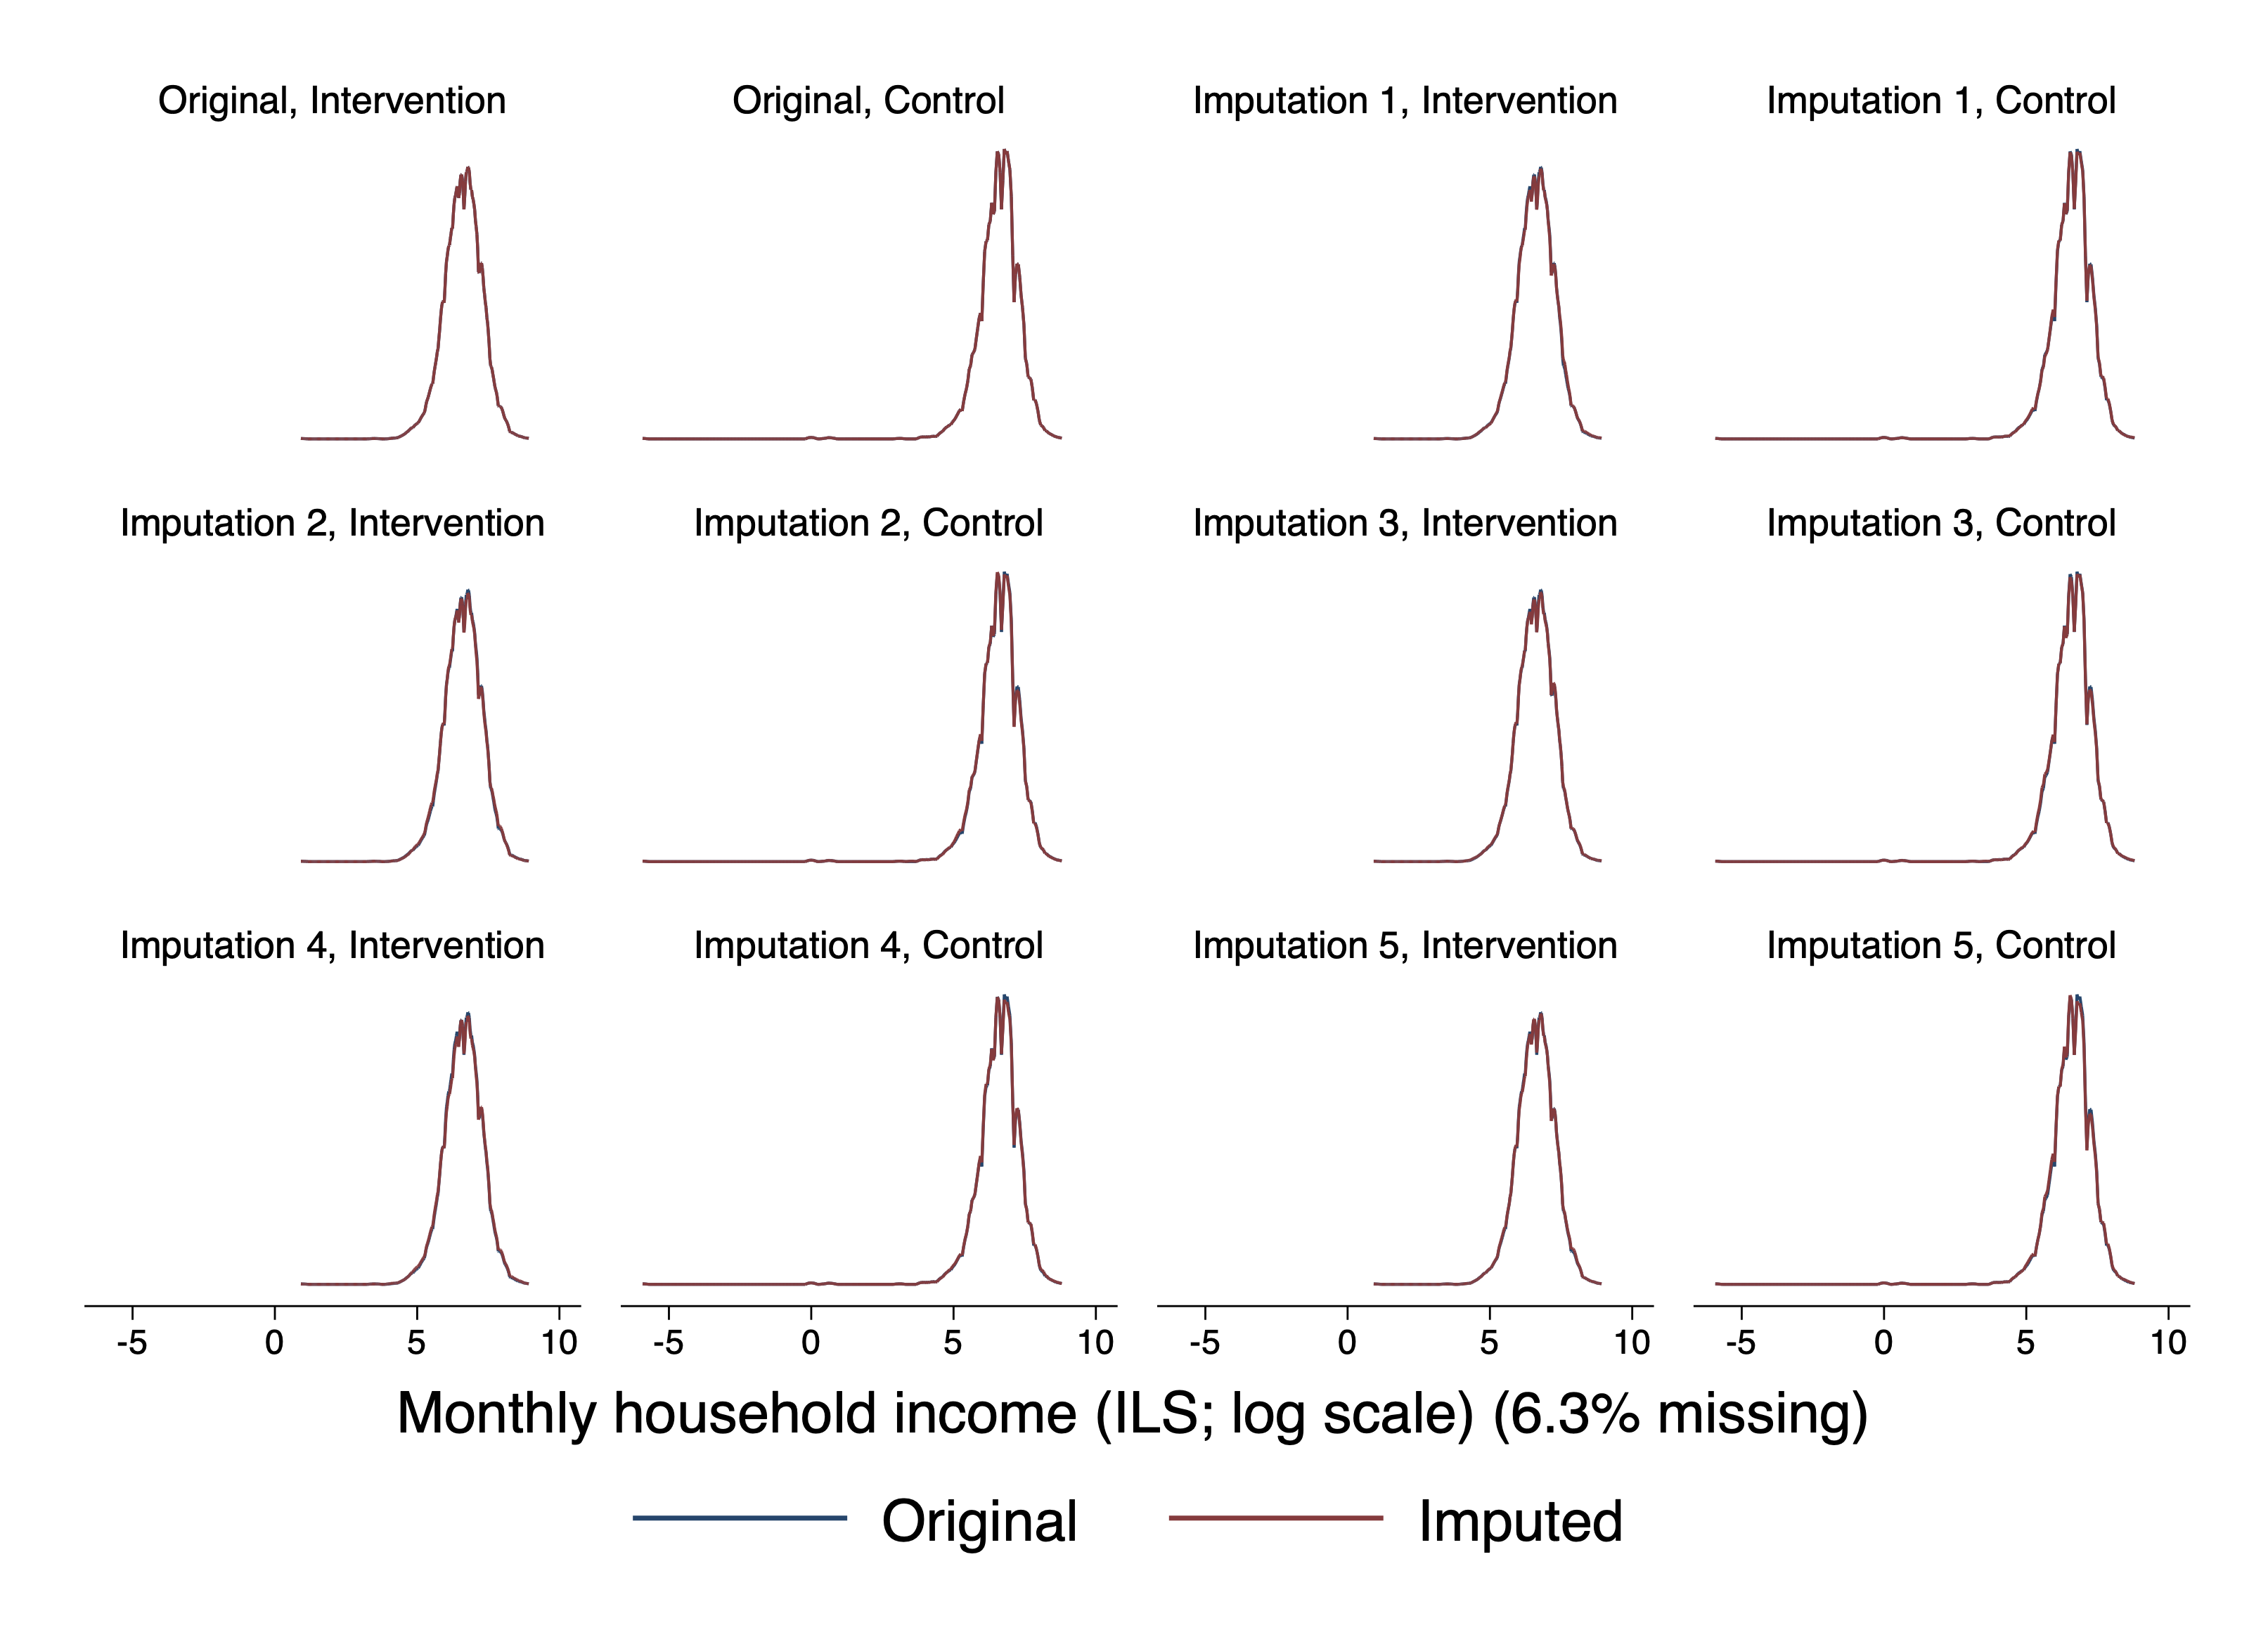 Original, Intervention
Original, Control
Imputation 1, Intervention
Imputation 1, Control
Imputation 2, Intervention
Imputation 2, Control
Imputation 3, Intervention
Imputation 3, Control
Imputation 4, Intervention
Imputation 4, Control
Imputation 5, Intervention
Imputation 5, Control
-5 0 5 10 -5 0 5 10 -5 0 5 10 -5 0 5 10
Monthly household income (ILS; log scale) (6.3% missing)
Original Imputed